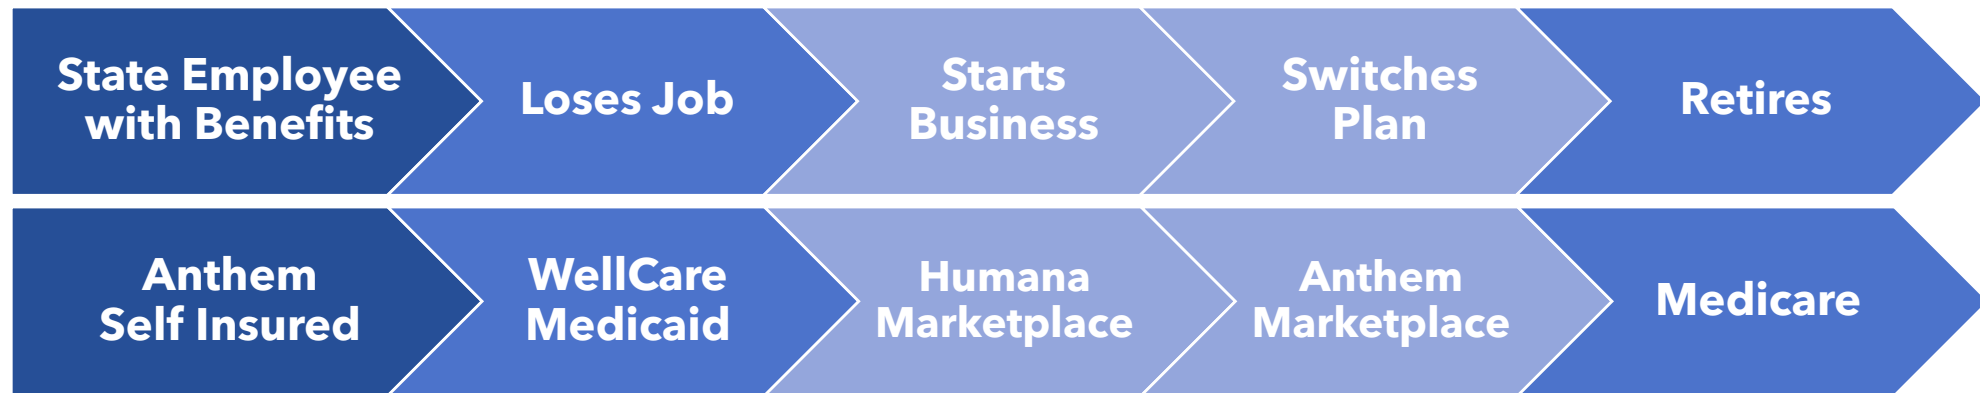 State Employee
with Benefits
Loses Job
Starts
Business
Switches
Plan
Retires
Anthem
Self Insured
WellCare
Medicaid
Humana
Marketplace
Anthem
Marketplace
Medicare